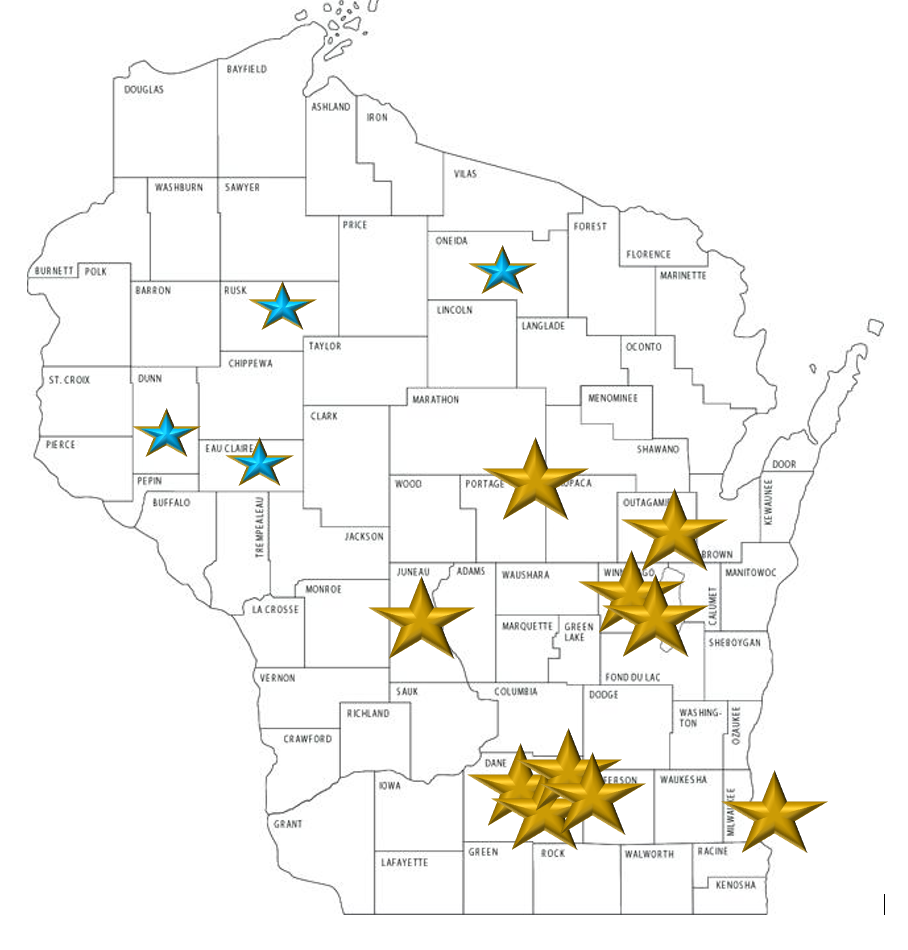 BAYFIELD
DOUGLAS
ASHLAND
IRON
VILAS
WASHBURN
SAWYER
PRICE
FOREST
ONEIDA
FLORENCE
BURNETT
POLK
MARINETTE
BARRON
RUSK
LINCOLN
LANGLADE
TAYLOR
OCONTO
CHIPPEWA
ST. CROIX
DUNN
MENOMINEE
MARATHON
CLARK
PIERCE
EAU CLAIRE
SHAWANO
DOOR
PEPIN
WOOD
PORTAGE
KEWAUNEE
BUFFALO
TREMPEALEAU
OUTAGAMIE
JACKSON
BROWN
JUNEAU
ADAMS
WAUSHARA
MANITOWOC
MONROE
CALUMET
LA CROSSE
MARQUETTE
GREEN
LAKE
SHEBOYGAN
VERNON
FOND DU LAC
SAUK
COLUMBIA
DODGE
RICHLAND
WASHING-
TON
OZAUKEE
CRAWFORD
DANE
IOWA
WAUKESHA
MILWAUKEE
GRANT
GREEN
ROCK
WALWORTH
RACINE
LAFAYETTE
KENOSHA